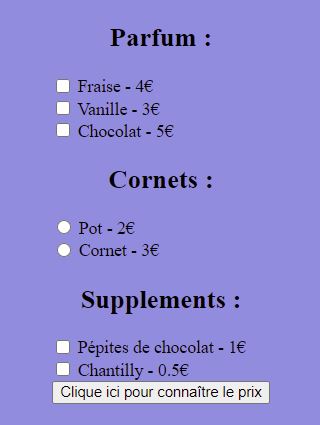 Parfum :
Fraise - 4€
Vanille - 3€
Chocolat - 5€
Cornets :
Pot - 2€
Cornet - 3€
Supplements :
Pépites de chocolat - 1€
Chantilly - 0.5€
Clique ici pour connaître le prix